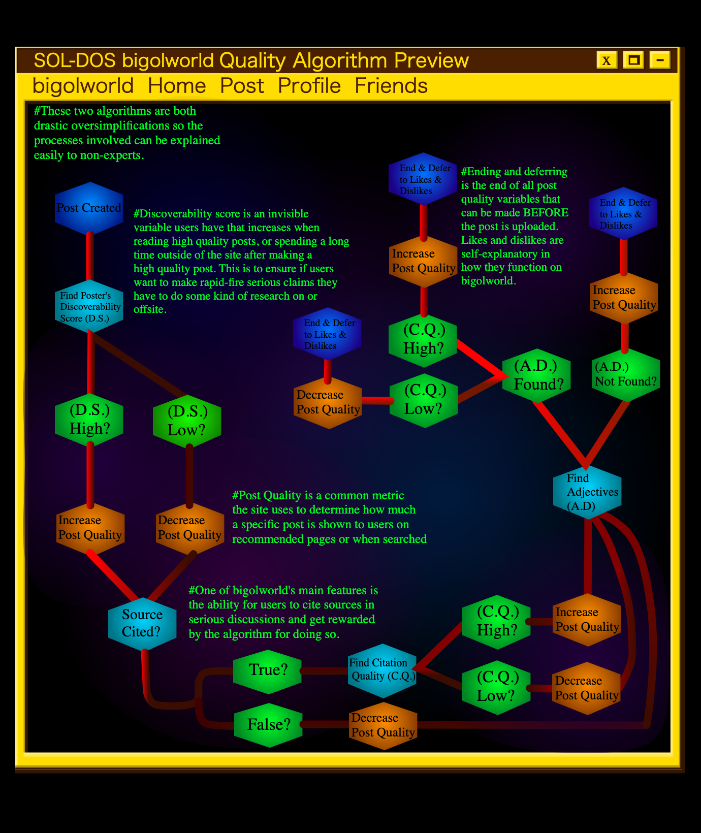 SOL-DOS bigolworld Quality Algorithm Preview
X
bigolworld Home Post Profile Friends
#These two algorithms are both
drastic oversimplifications so the
processes involved can be explained
easily to non-experts.
End & Defer
to Likes &
Dislikes
#Ending and deferring
is the end of all post
quality variables that
can be made BEFORE
the post is uploaded.
Likes and dislikes are
self-explanatory in
how they function on
bigolworld.
End & Defer
to Likes &
Dislikes
Post Created
#Discoverability score is an invisible
variable users have that increases when
reading high quality posts, or spending a long
time outside of the site after making a
high quality post. This is to ensure if users
want to make rapid-fire serious claims they
have to do some kind of research on or
offsite.
Increase
Post Quality
Increase
Post Quality
Find Poster's
Discoverability
Score (D.S.)
End & Defer
to Likes &
Dislikes
(C.Q.)
High?
(A.D.)
Found?
(A.D.)
Not Found?
Decrease
Post Quality
(C.Q.)
Low?
(D.S.)
High?
(D.S.)
Low?
Find
Adjectives
(A.D)
Increase
Post Quality
Decrease
Post Quality
#Post Quality is a common metric
the site uses to determine how much
a specific post is shown to users on
recommended pages or when searched
Source
Cited?
#One of bigolworld's main features is
the ability for users to cite sources in
serious discussions and get rewarded
by the algorithm for doing so.
(C.Q.)
High?
Increase
Post Quality
True?
Find Citation
Quality (C.Q.)
(C.Q.)
Low?
Decrease
Post Quality
False?
Decrease
Post Quality